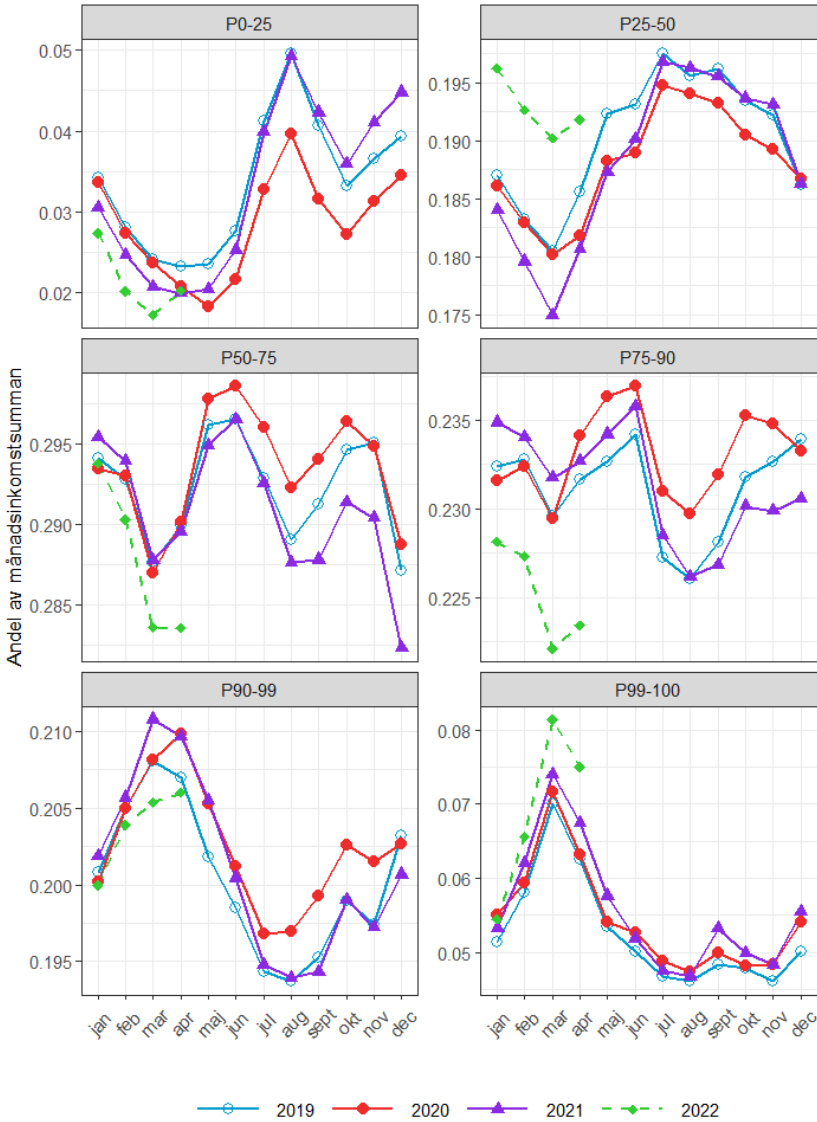 P0-25
P25-50
0.05
0.04
0.03
0.02
0.195
0.190
0.185
0.180
0.175
P50-75
P75-90
0.295
0.290
0.285
0.235
0.230
0.225
Andel av månadsinkomstsumman
P90-99
P99-100
0.210
0.205
0.200
0.195
0.08
0.07
0.06
0.05
jan feb mar apr maj jun jul aug sept okt nov dec
jan feb mar apr maj jun jul aug sept okt nov dec
2019 2020 2021 2022